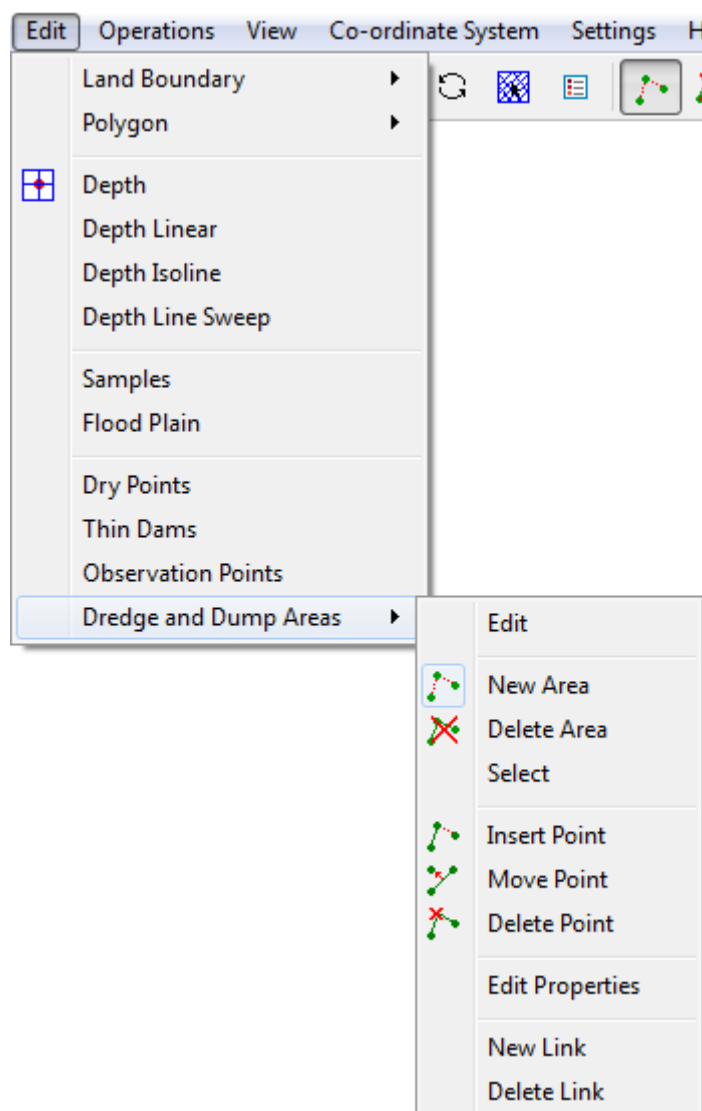 Edit Operations View Co-ordinate System Settings H
Land Boundary
Polygon
Depth
Depth Linear
Depth Isoline
Depth Line Sweep
Samples
Flood Plain
Dry Points
Thin Dams
Observation Points
Dredge and Dump Areas
Edit
New Area
Delete Area
Select
Insert Point
Move Point
Delete Point
Edit Properties
New Link
Delete Link